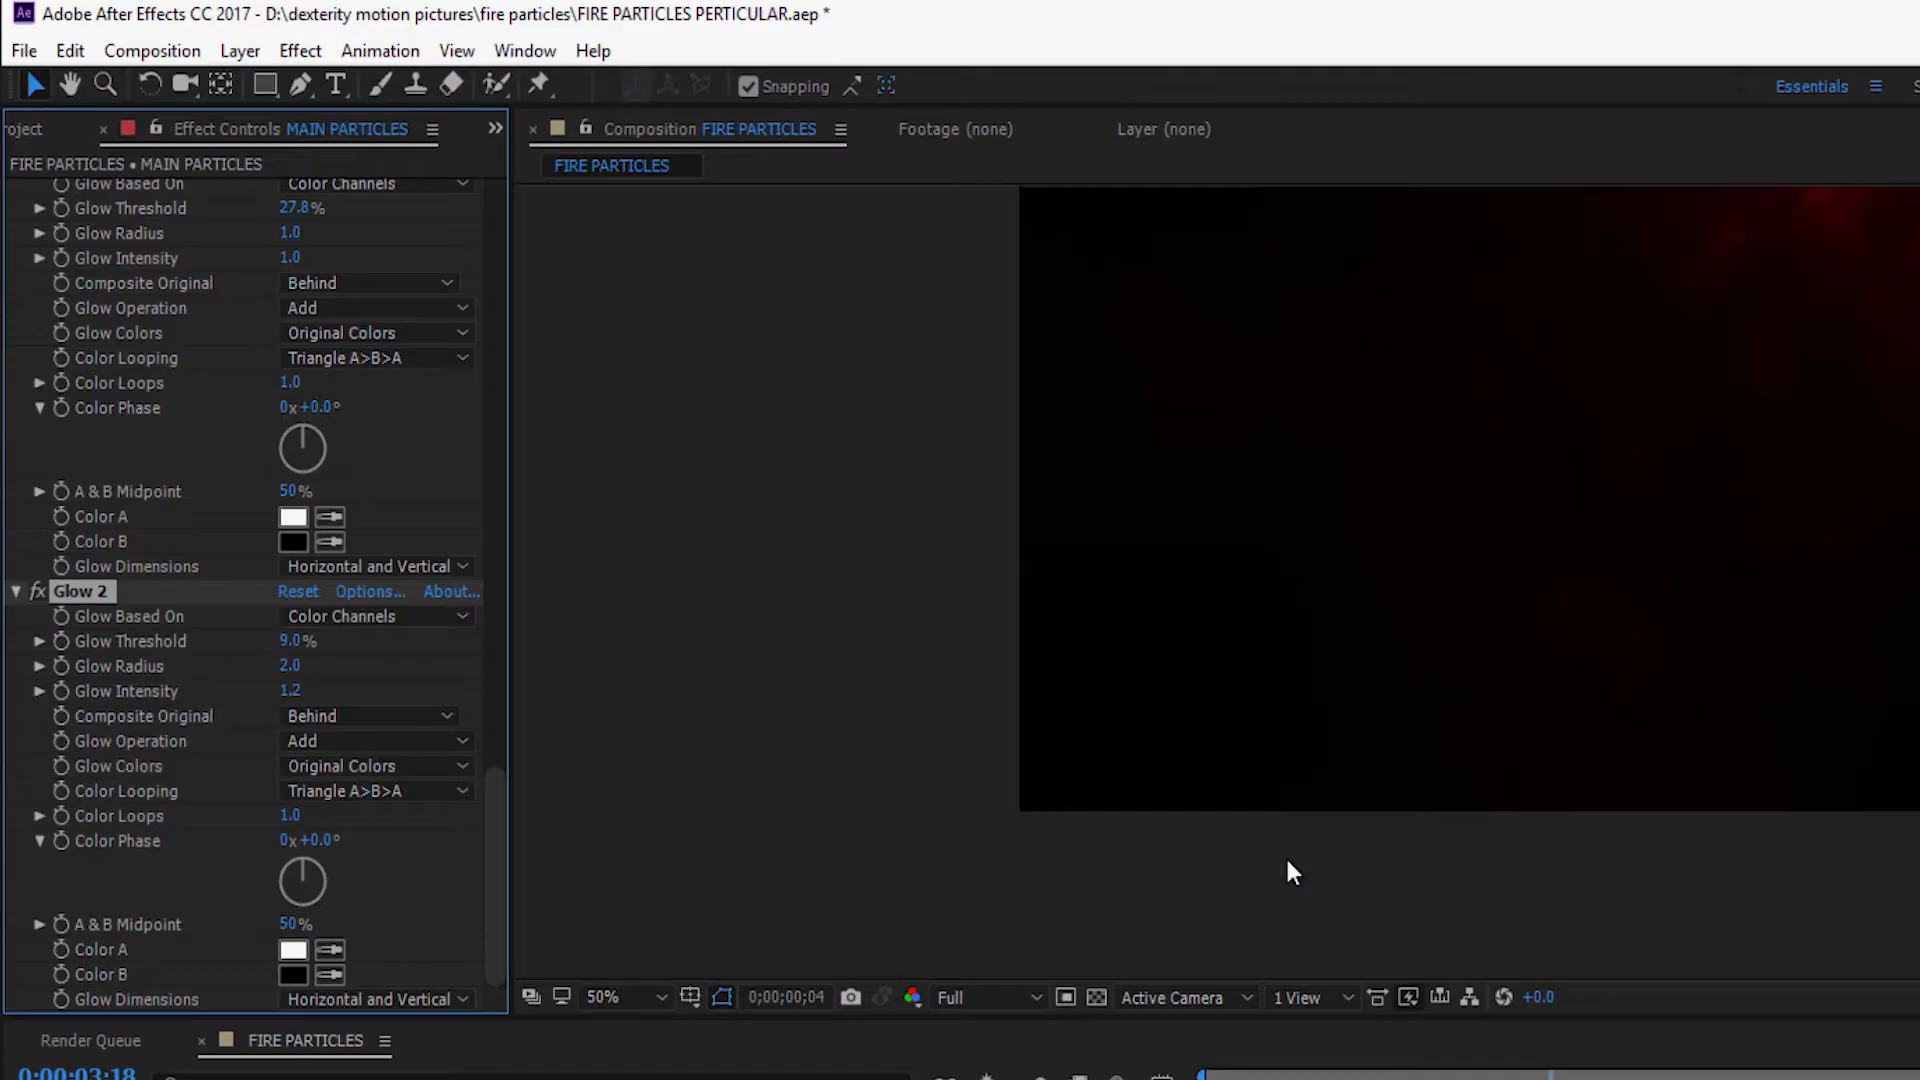 Adobe After Effects CC 2017 - D:\dexterity motion pictures\fire particles\FIRE PARTICLES PERTICULAR.aep *
File Edit Composition Layer Effect Animation View Window Help
Snapping
Essentials
roject
Effect Controls MAIN PARTICLES
Composition FIRE PARTICLES
Footage (none)
Layer (none)
FIRE PARTICLES • MAIN PARTICLES
FIRE PARTICLES
Glow Based On Color Channels
Glow Threshold 27.8%
Glow Radius 1.0
Glow Intensity 1.0
Composite Original Behind
Glow Operation Add
Glow Colors Original Colors
Color Looping Triangle A>B>A
Color Loops 1.0
Color Phase 0x+0.0°
A & B Midpoint 50%
Color A
Color B
Glow Dimensions Horizontal and Vertical
fx Glow 2 Reset Options... About...
Glow Based On Color Channels
Glow Threshold 9.0%
Glow Radius 2.0
Glow Intensity 1.2
Composite Original Behind
Glow Operation Add
Glow Colors Original Colors
Color Looping Triangle A>B>A
Color Loops 1.0
Color Phase 0x+0.0°
A & B Midpoint 50%
Color A
Color B
Glow Dimensions Horizontal and Vertical
50% 0;00;00;04 Full Active Camera 1 View +0.0
Render Queue
FIRE PARTICLES
0:00:03:18